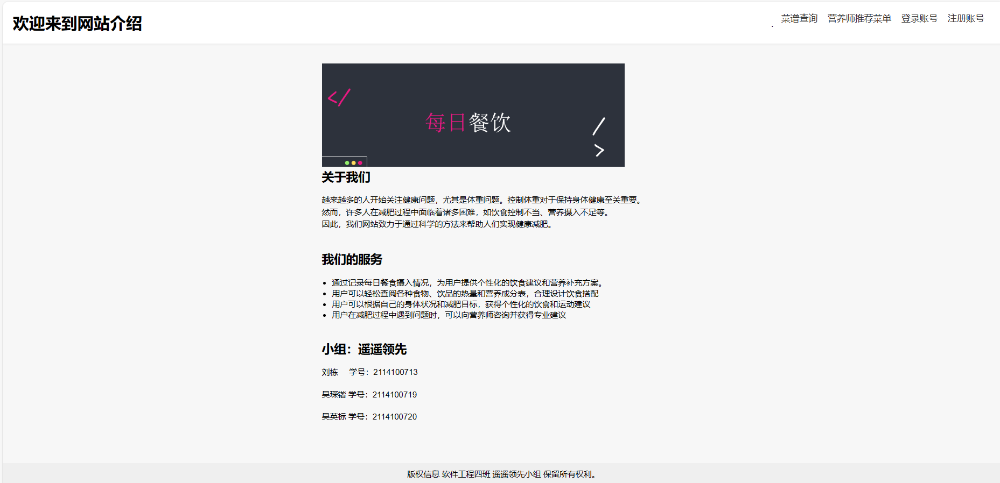 欢迎来到网站介绍
菜谱查询 营养师推荐菜单 登录账号 注册账号
</
每日餐饮
/
>
关于我们
越来越多的人开始关注健康问题，尤其是体重问题。控制体重对于保持身体健康至关重要。
然而，许多人在减肥过程中面临着诸多困难，如饮食控制不当、营养摄入不足等。
因此，我们网站致力于通过科学的方法来帮助人们实现健康减肥。
我们的服务
• 通过记录每日餐食摄入情况，为用户提供个性化的饮食建议和营养补充方案。
• 用户可以轻松查阅各种食物、饮品的热量和营养成分表，合理设计饮食搭配
• 用户可以根据自己的身体状况和减肥目标，获得个性化的饮食和运动建议
• 用户在减肥过程中遇到问题时，可以向营养师咨询并获得专业建议
小组：遥遥领先
刘栋 学号：2114100713
吴琛锴 学号：2114100719
吴英标 学号：2114100720
版权信息 软件工程四班 遥遥领先小组 保留所有权利。